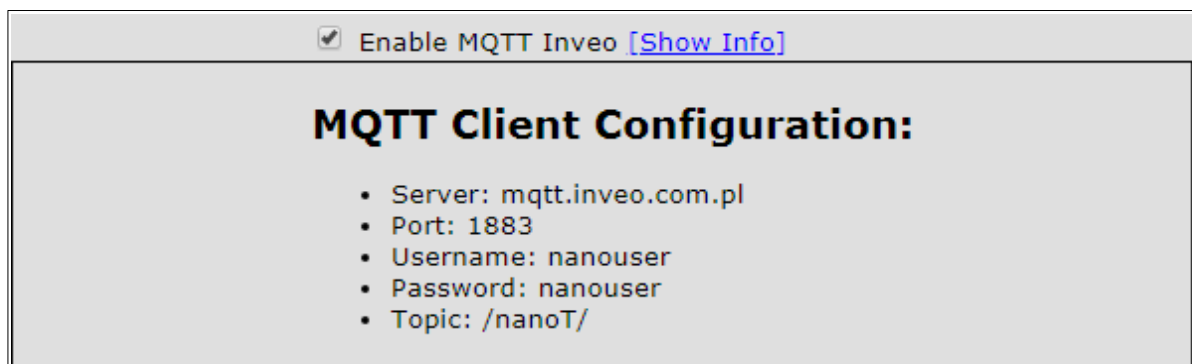 Enable MQTT Inveo [Show Info]
MQTT Client Configuration:
• Server: mqtt.inveo.com.pl
• Port: 1883
• Username: nanouser
• Password: nanouser
• Topic: /nanoT/